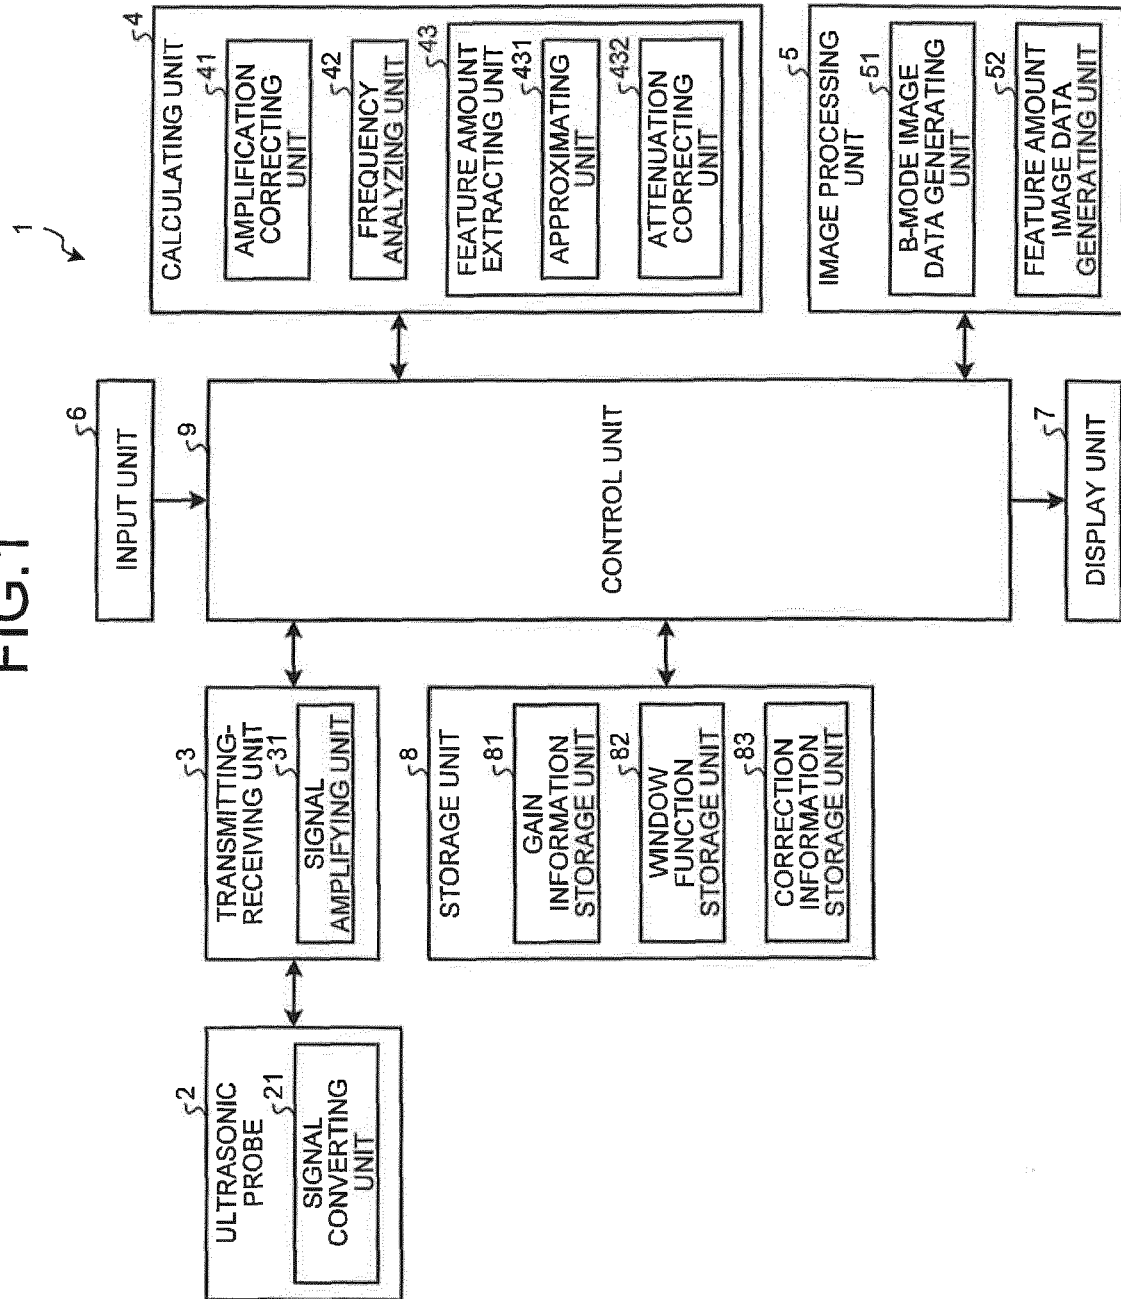 FIG.1
1
2
ULTRASONIC
PROBE
21
SIGNAL
CONVERTING
UNIT
3
TRANSMITTING-
RECEIVING UNIT
31
SIGNAL
AMPLIFYING UNIT
8
STORAGE UNIT
81
GAIN
INFORMATION
STORAGE UNIT
82
WINDOW
FUNCTION
STORAGE UNIT
83
CORRECTION
INFORMATION
STORAGE UNIT
6
INPUT UNIT
9
CONTROL UNIT
7
DISPLAY UNIT
4
CALCULATING UNIT
41
AMPLIFICATION
CORRECTING
UNIT
42
FREQUENCY
ANALYZING UNIT
43
FEATURE AMOUNT
EXTRACTING UNIT
431
APPROXIMATING
UNIT
432
ATTENUATION
CORRECTING
UNIT
5
IMAGE PROCESSING
UNIT
51
B-MODE IMAGE
DATA GENERATING
UNIT
52
FEATURE AMOUNT
IMAGE DATA
GENERATING UNIT